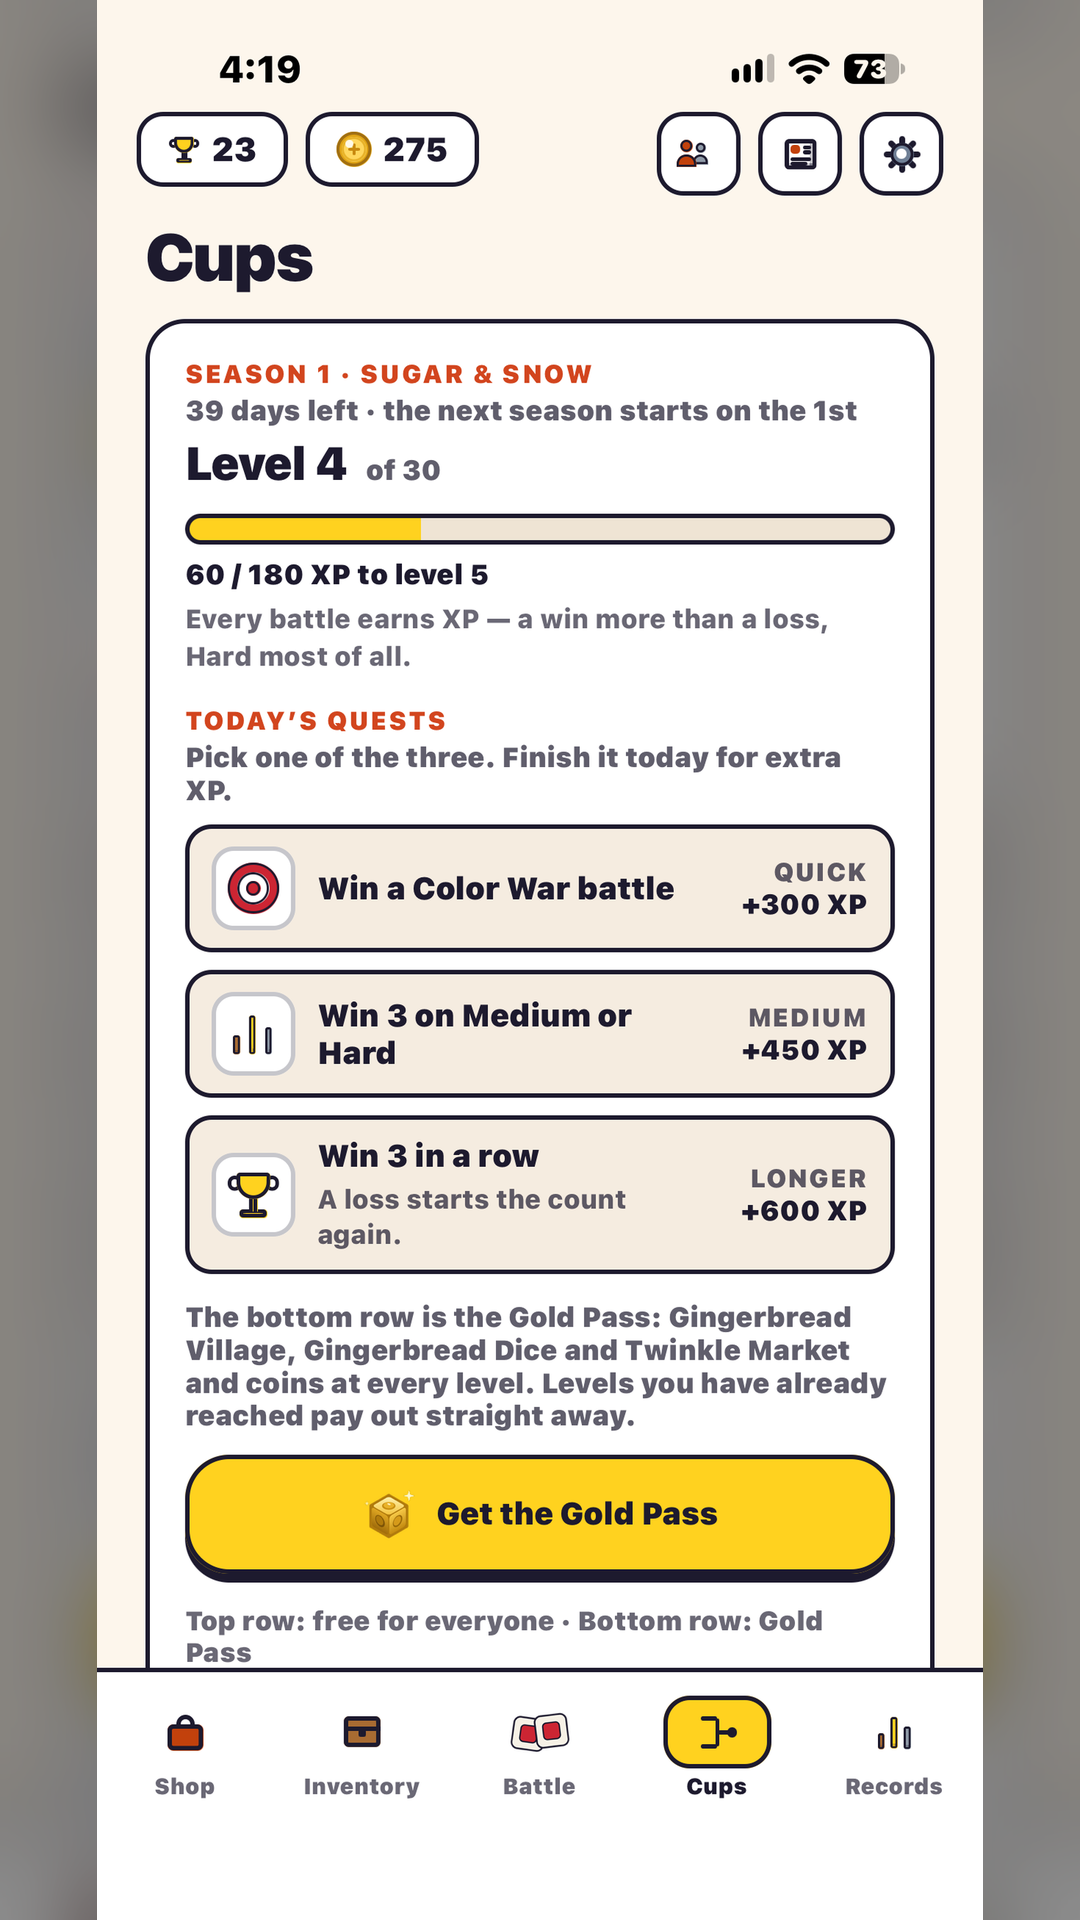 4:19
73
23
275
Cups
SEASON 1 · SUGAR & SNOW
39 days left · the next season starts on the 1st
Level 4 of 30
60 / 180 XP to level 5
Every battle earns XP — a win more than a loss,
Hard most of all.
TODAY’S QUESTS
Pick one of the three. Finish it today for extra
XP.
Win a Color War battle
QUICK
+300 XP
Win 3 on Medium or
Hard
MEDIUM
+450 XP
Win 3 in a row
A loss starts the count
again.
LONGER
+600 XP
The bottom row is the Gold Pass: Gingerbread
Village, Gingerbread Dice and Twinkle Market
and coins at every level. Levels you have already
reached pay out straight away.
Get the Gold Pass
Top row: free for everyone · Bottom row: Gold
Pass
Shop
Inventory
Battle
Cups
Records